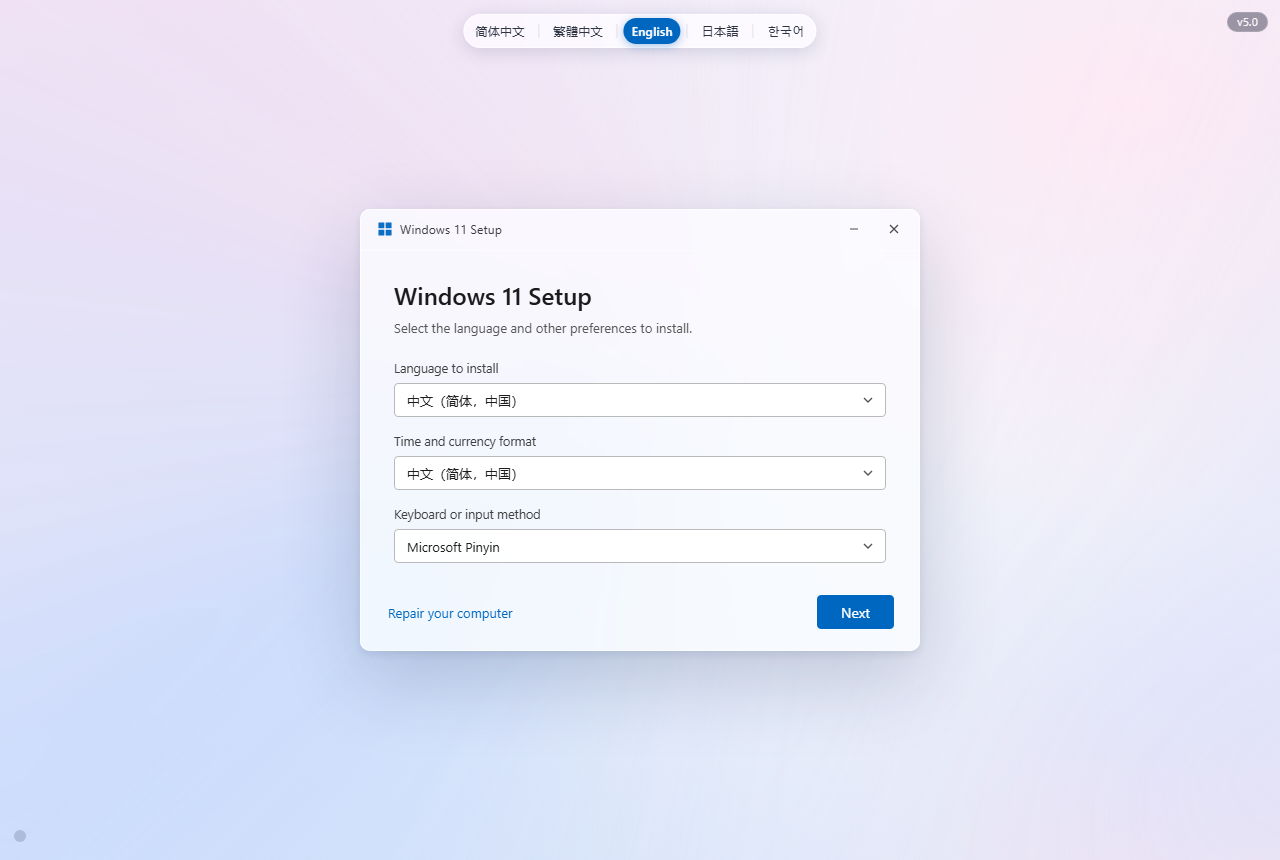 简体中文 繁體中文 English 日本語 한국어
v5.0
Windows 11 Setup
Windows 11 Setup
Select the language and other preferences to install.
Language to install
中文（简体，中国）
Time and currency format
中文（简体，中国）
Keyboard or input method
Microsoft Pinyin
Repair your computer
Next